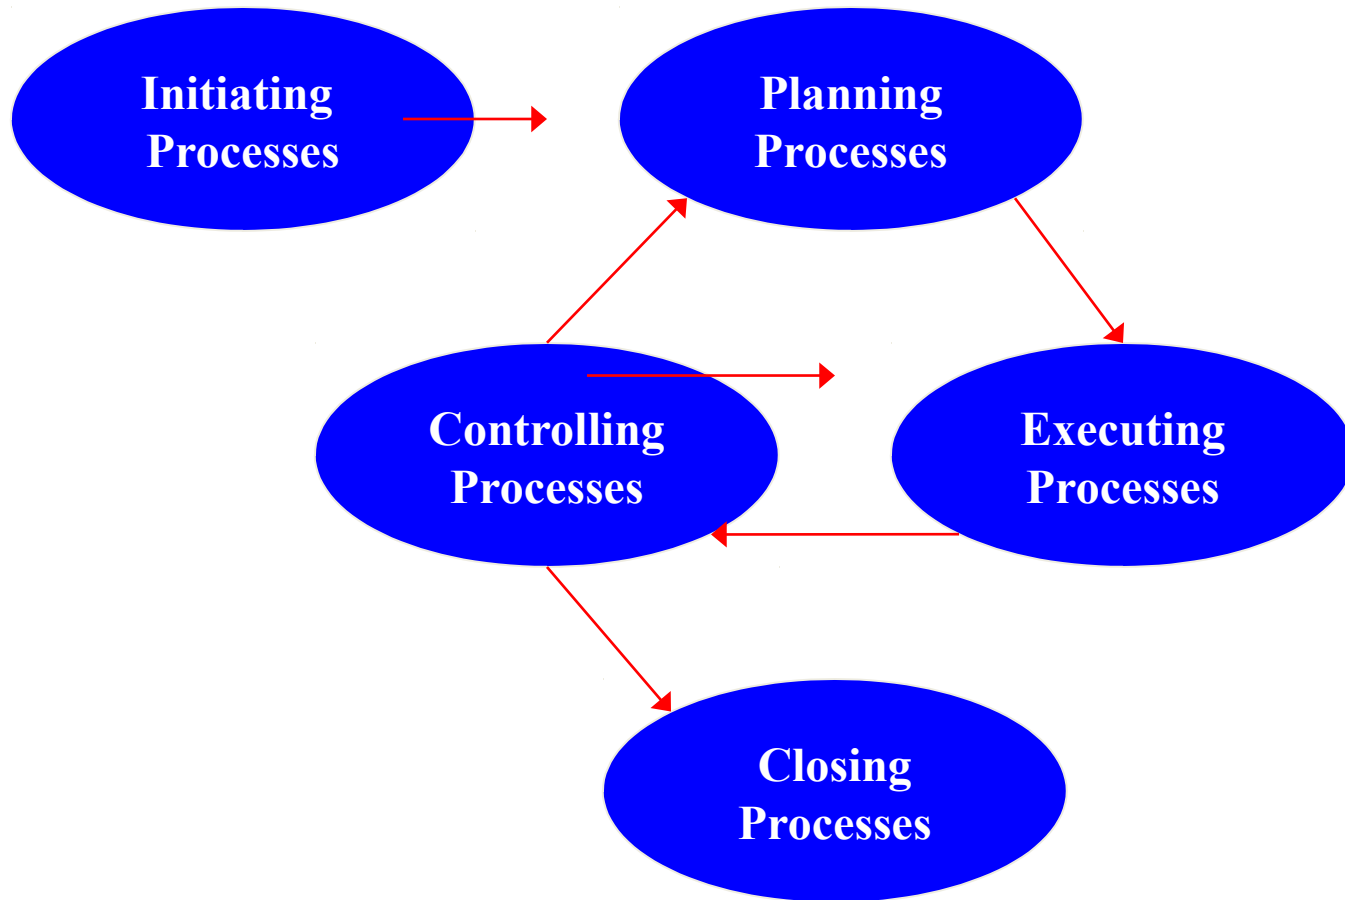 Initiating
Processes
Planning
Processes
Controlling
Processes
Executing
Processes
Closing
Processes